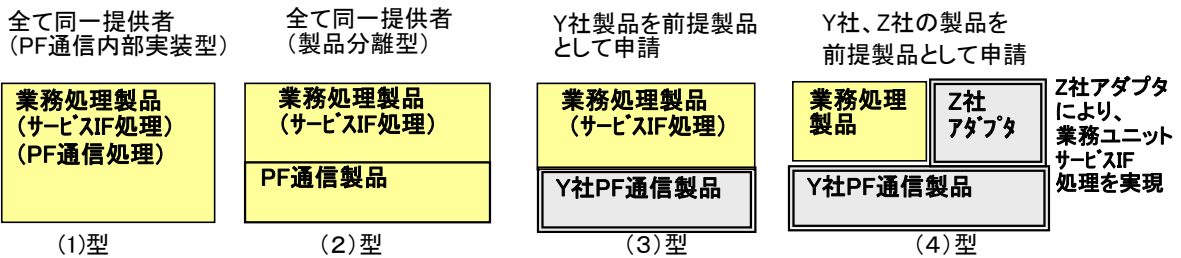 全て同一提供者
（PF通信内部実装型）
業務処理製品
（サービスIF処理）
（PF通信処理）
(1)型
全て同一提供者
（製品分離型）
業務処理製品
（サービスIF処理）
PF通信製品
（２）型
Y社製品を前提製品
として申請
業務処理製品
（サービスIF処理）
Y社PF通信製品
（３）型
Y社、Z社の製品を
前提製品として申請
業務処理
製品
Z社
アダプタ
Y社PF通信製品
Z社アダプタ
により、
業務ユニット
サービスIF
処理を実現
（４）型